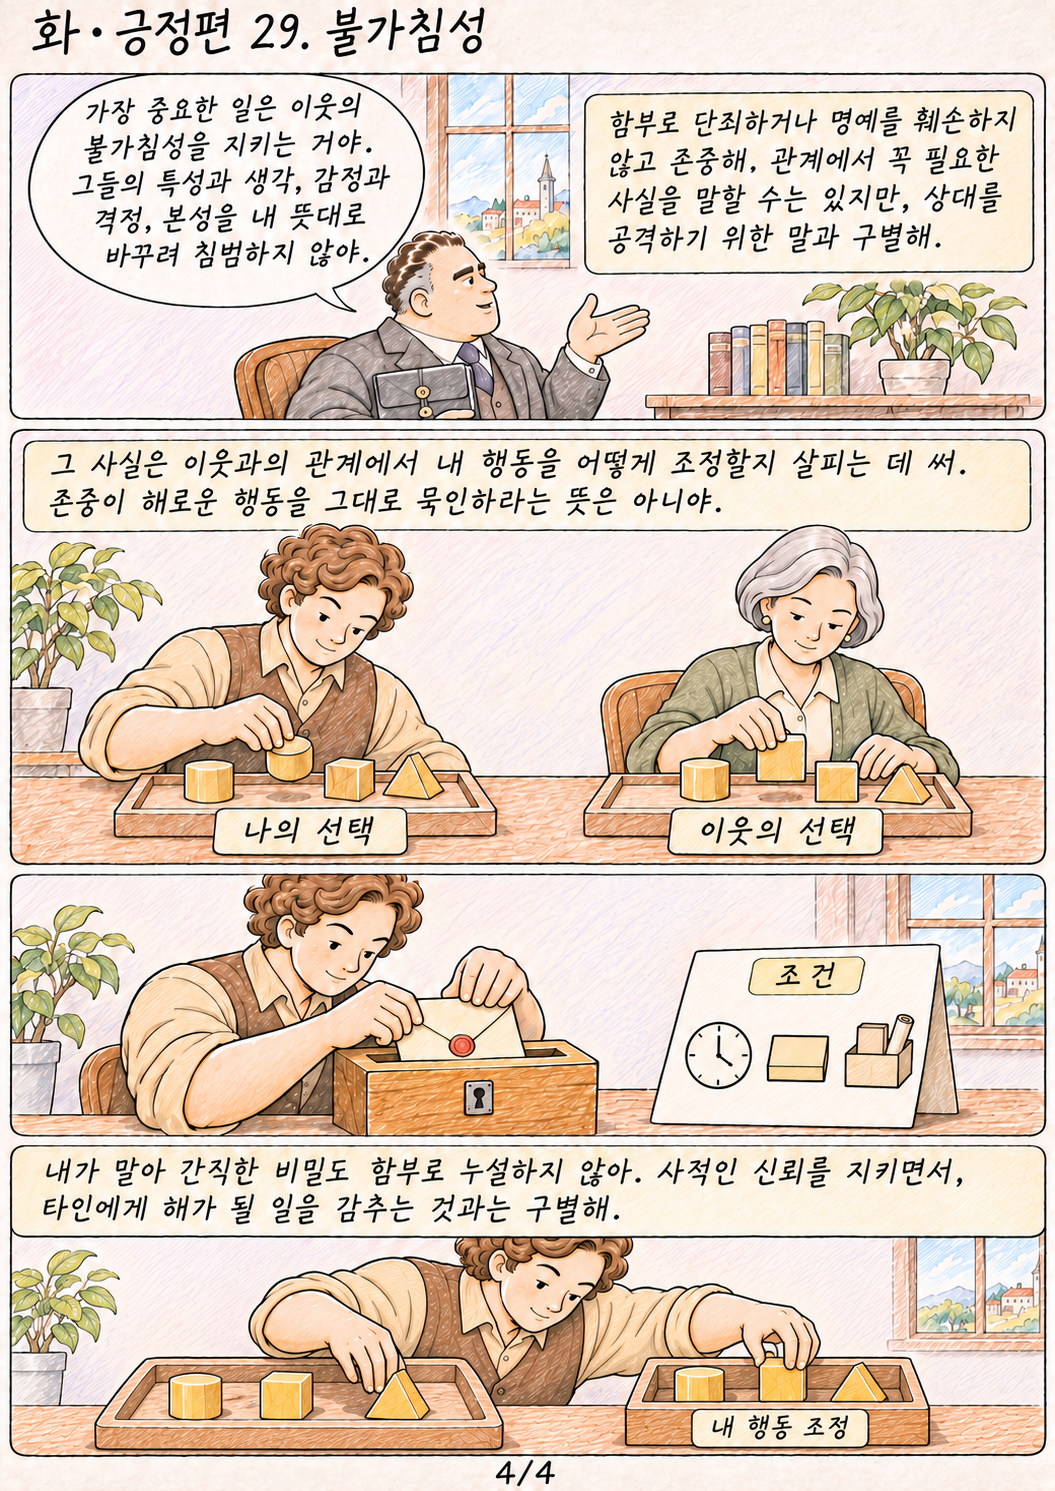 화·긍정편 29. 불가침성
가장 중요한 일은 이웃의
불가침성을 지키는 거야.
그들의 특성과 생각, 감정과
격정, 본성을 내 뜻대로
바꾸려 침범하지 않아.
함부로 단죄하거나 명예를 훼손하지
않고 존중해, 관계에서 꼭 필요한
사실을 말할 수는 있지만, 상대를
공격하기 위한 말과 구별해.
그 사실은 이웃과의 관계에서 내 행동을 어떻게 조정할지 살피는 데 써.
존중이 해로운 행동을 그대로 묵인하라는 뜻은 아니야.
나의 선택
이웃의 선택
조건
내가 말아 간직한 비밀도 함부로 누설하지 않아. 사적인 신뢰를 지키면서,
타인에게 해가 될 일을 감추는 것과는 구별해.
내 행동 조정
4/4